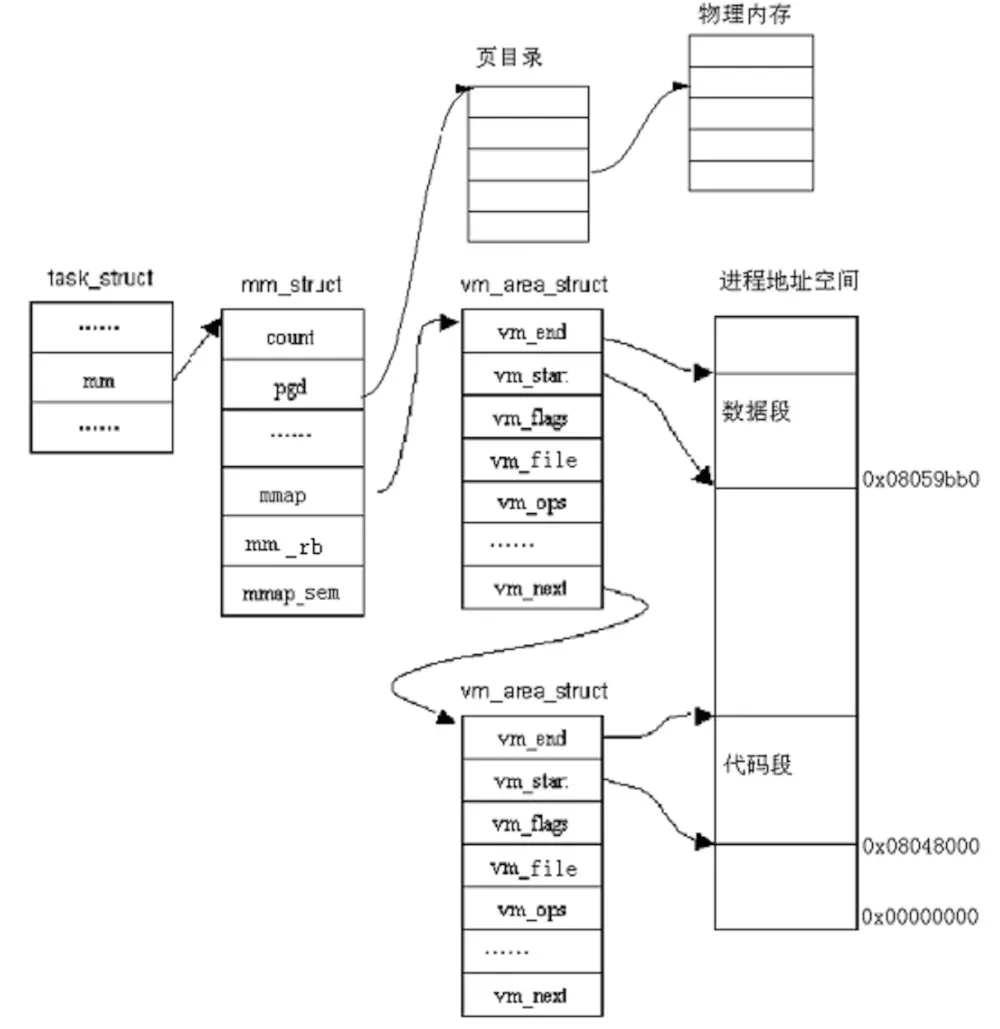 物理内存
页目录
task_struct
……
mm
……
mm_struct
count
pgd
……
mmap
mm_rb
mmap_sem
vm_area_struct
vm_end
vm_start
vm_flags
vm_file
vm_ops
……
vm_next
进程地址空间
数据段
0x08059bb0
代码段
0x08048000
0x00000000
vm_area_struct
vm_end
vm_start
vm_flags
vm_file
vm_ops
……
vm_next